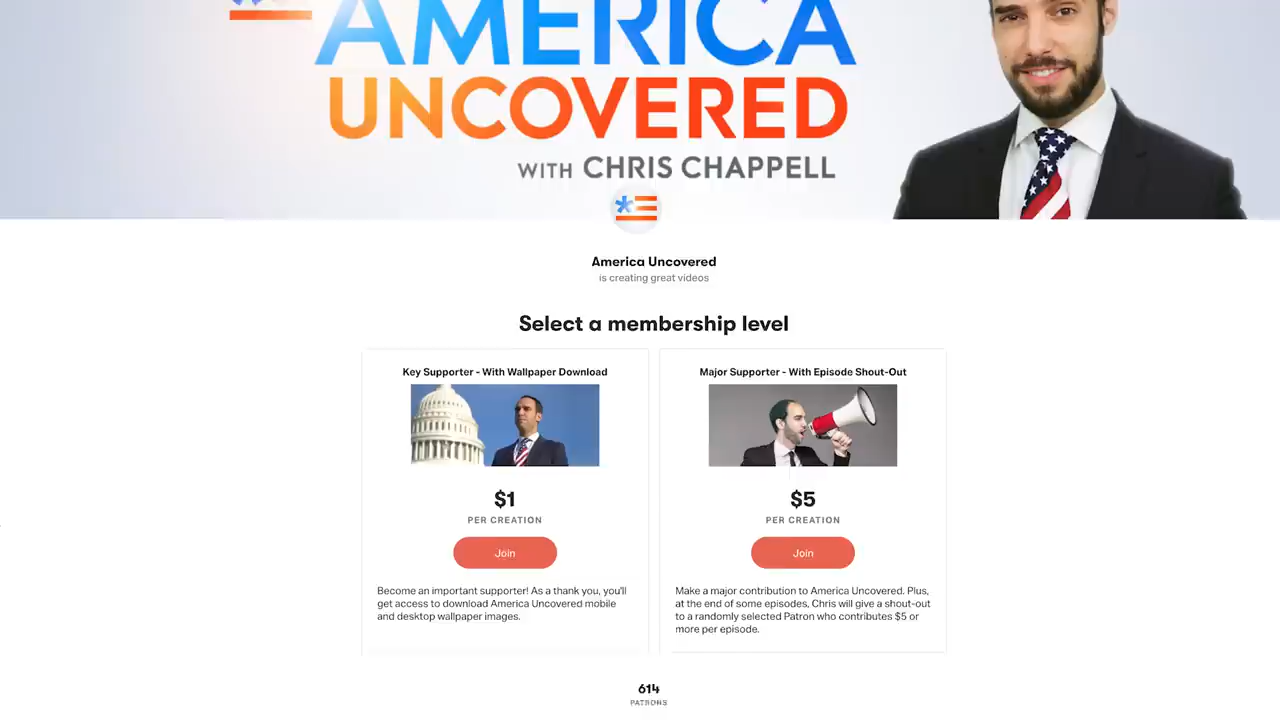 AMERICA
UNCOVERED
WITH CHRIS CHAPPELL
America Uncovered
is creating great videos
Select a membership level
Key Supporter - With Wallpaper Download
$1
PER CREATION
Join
Become an important supporter! As a thank you, you'll
get access to download America Uncovered mobile
and desktop wallpaper images.
Major Supporter - With Episode Shout-Out
$5
PER CREATION
Join
Make a major contribution to America Uncovered. Plus,
at the end of some episodes, Chris will give a shout-out
to a randomly selected Patron who contributes $5 or
more per episode.
614
PATRONS